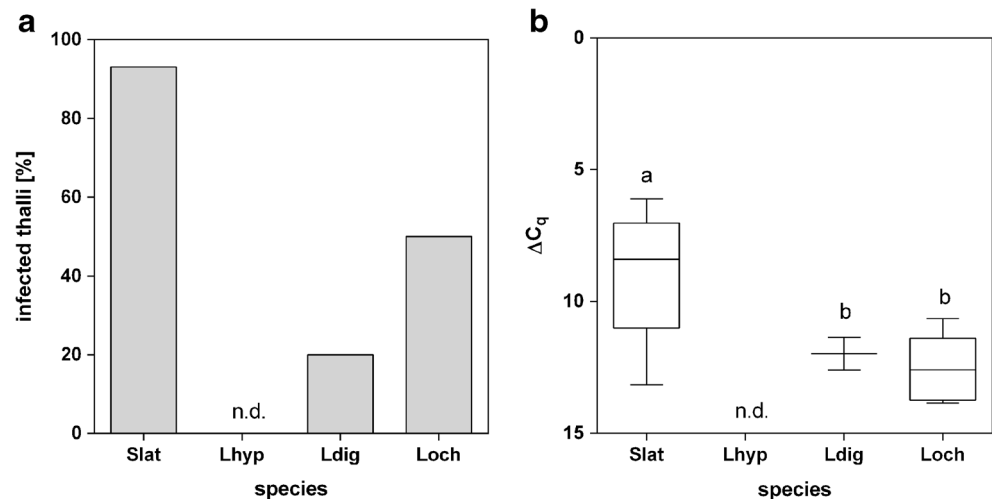 a
100
80
60
40
20
0
infected thalli [%]
n.d.
Slat Lhyp Ldig Loch
species
b
0
5
10
15
ΔCq
a
b
b
n.d.
Slat Lhyp Ldig Loch
species